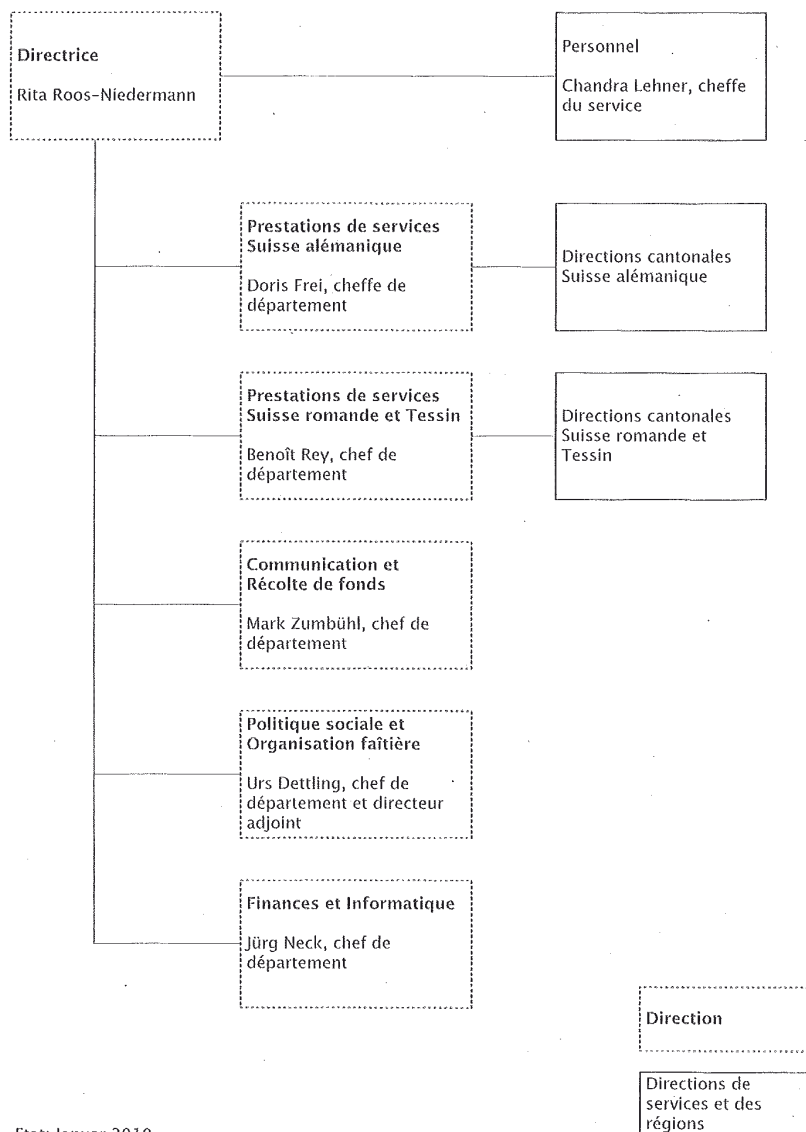 Directrice
Rita Roos-Niedermann
Personnel
Chandra Lehner, cheffe
du service
Prestations de services
Suisse alémanique
Doris Frei, cheffe de
département
Directions cantonales
Suisse alémanique
Prestations de services
Suisse romande et Tessin
Benoît Rey, chef de
département
Directions cantonales
Suisse romande et
Tessin
Communication et
Récolte de fonds
Mark Zumbühl, chef de
département
Politique sociale et
Organisation faîtière
Urs Dettling, chef de
département et directeur
adjoint
Finances et Informatique
Jürg Neck, chef de
département
Direction
Directions de
services et des
régions